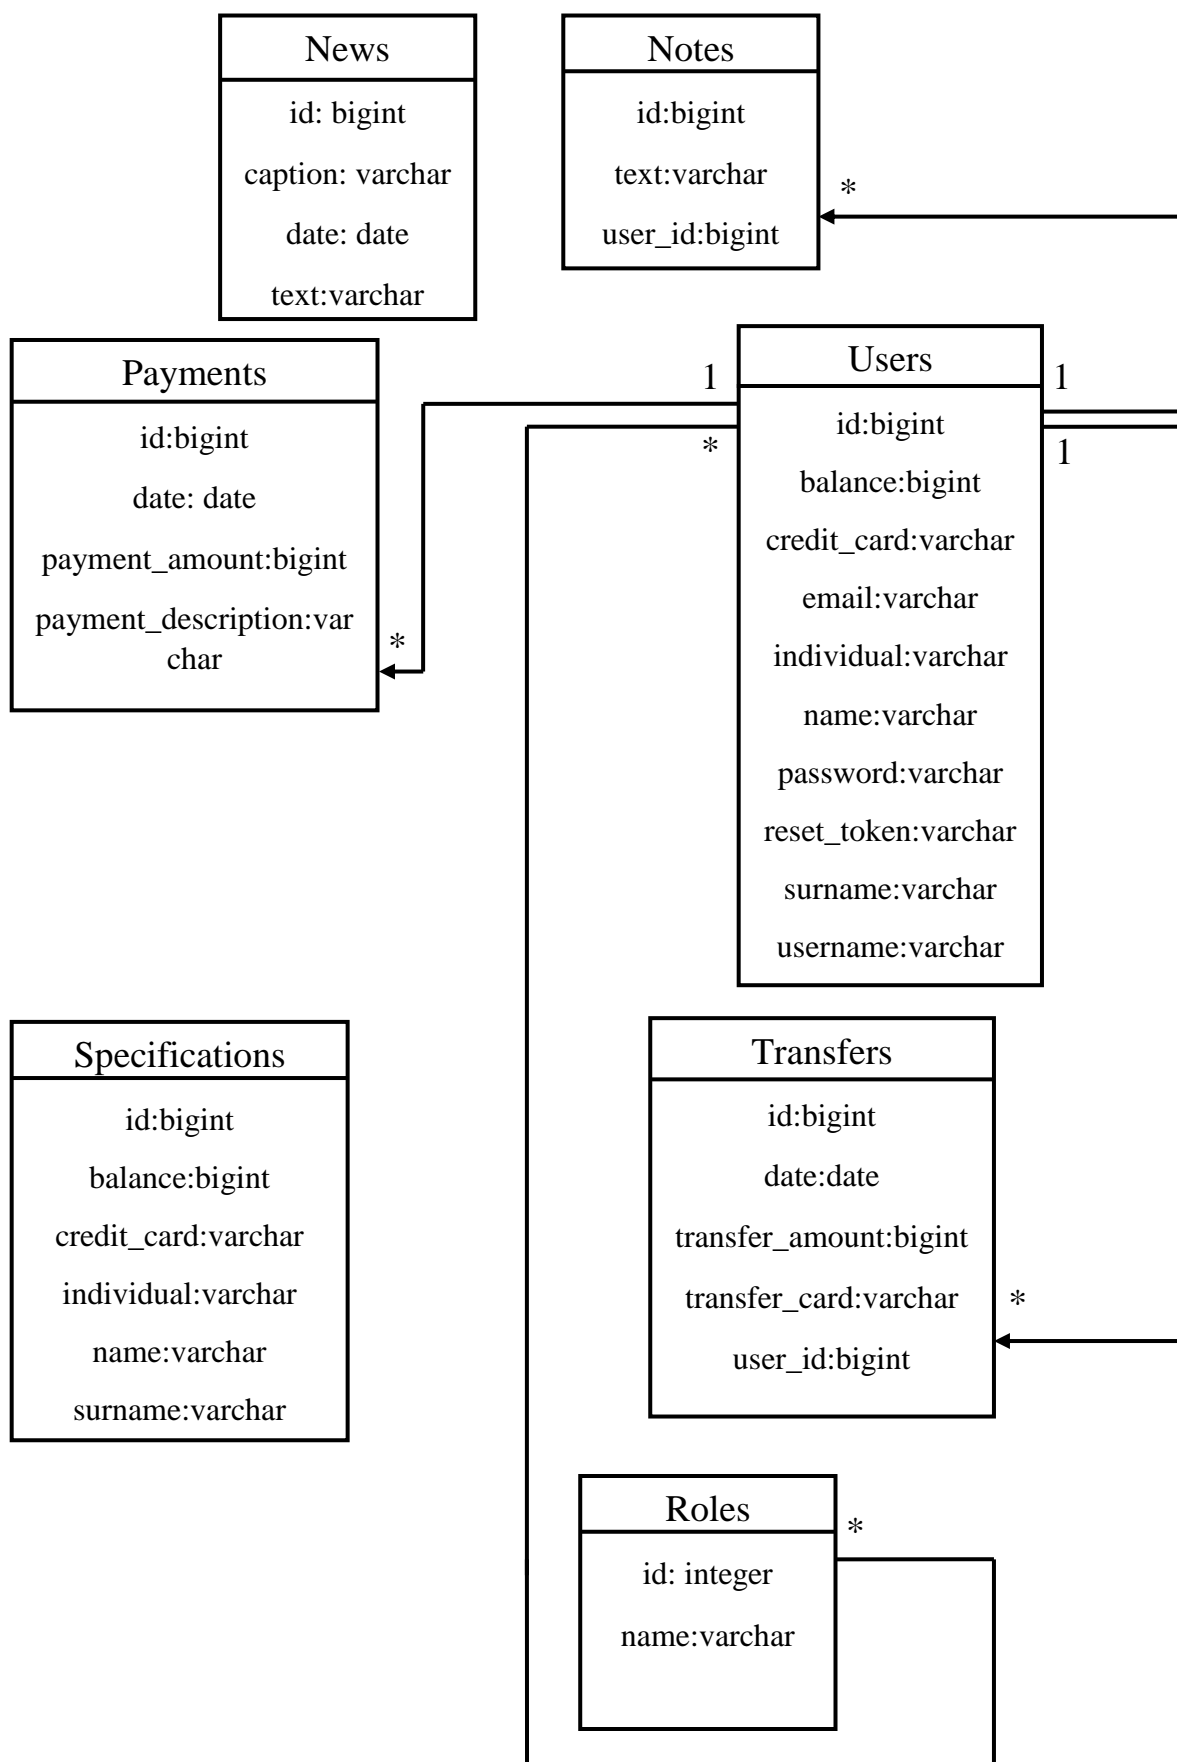 News
id: bigint
caption: varchar
date: date
text:varchar
Notes
id:bigint
text:varchar
user_id:bigint
*
Payments
id:bigint
date: date
payment_amount:bigint
payment_description:var
char
*
1
*
Users
id:bigint
balance:bigint
credit_card:varchar
email:varchar
individual:varchar
name:varchar
password:varchar
reset_token:varchar
surname:varchar
username:varchar
1
1
Specifications
id:bigint
balance:bigint
credit_card:varchar
individual:varchar
name:varchar
surname:varchar
Transfers
id:bigint
date:date
transfer_amount:bigint
transfer_card:varchar
user_id:bigint
*
Roles
id: integer
name:varchar
*